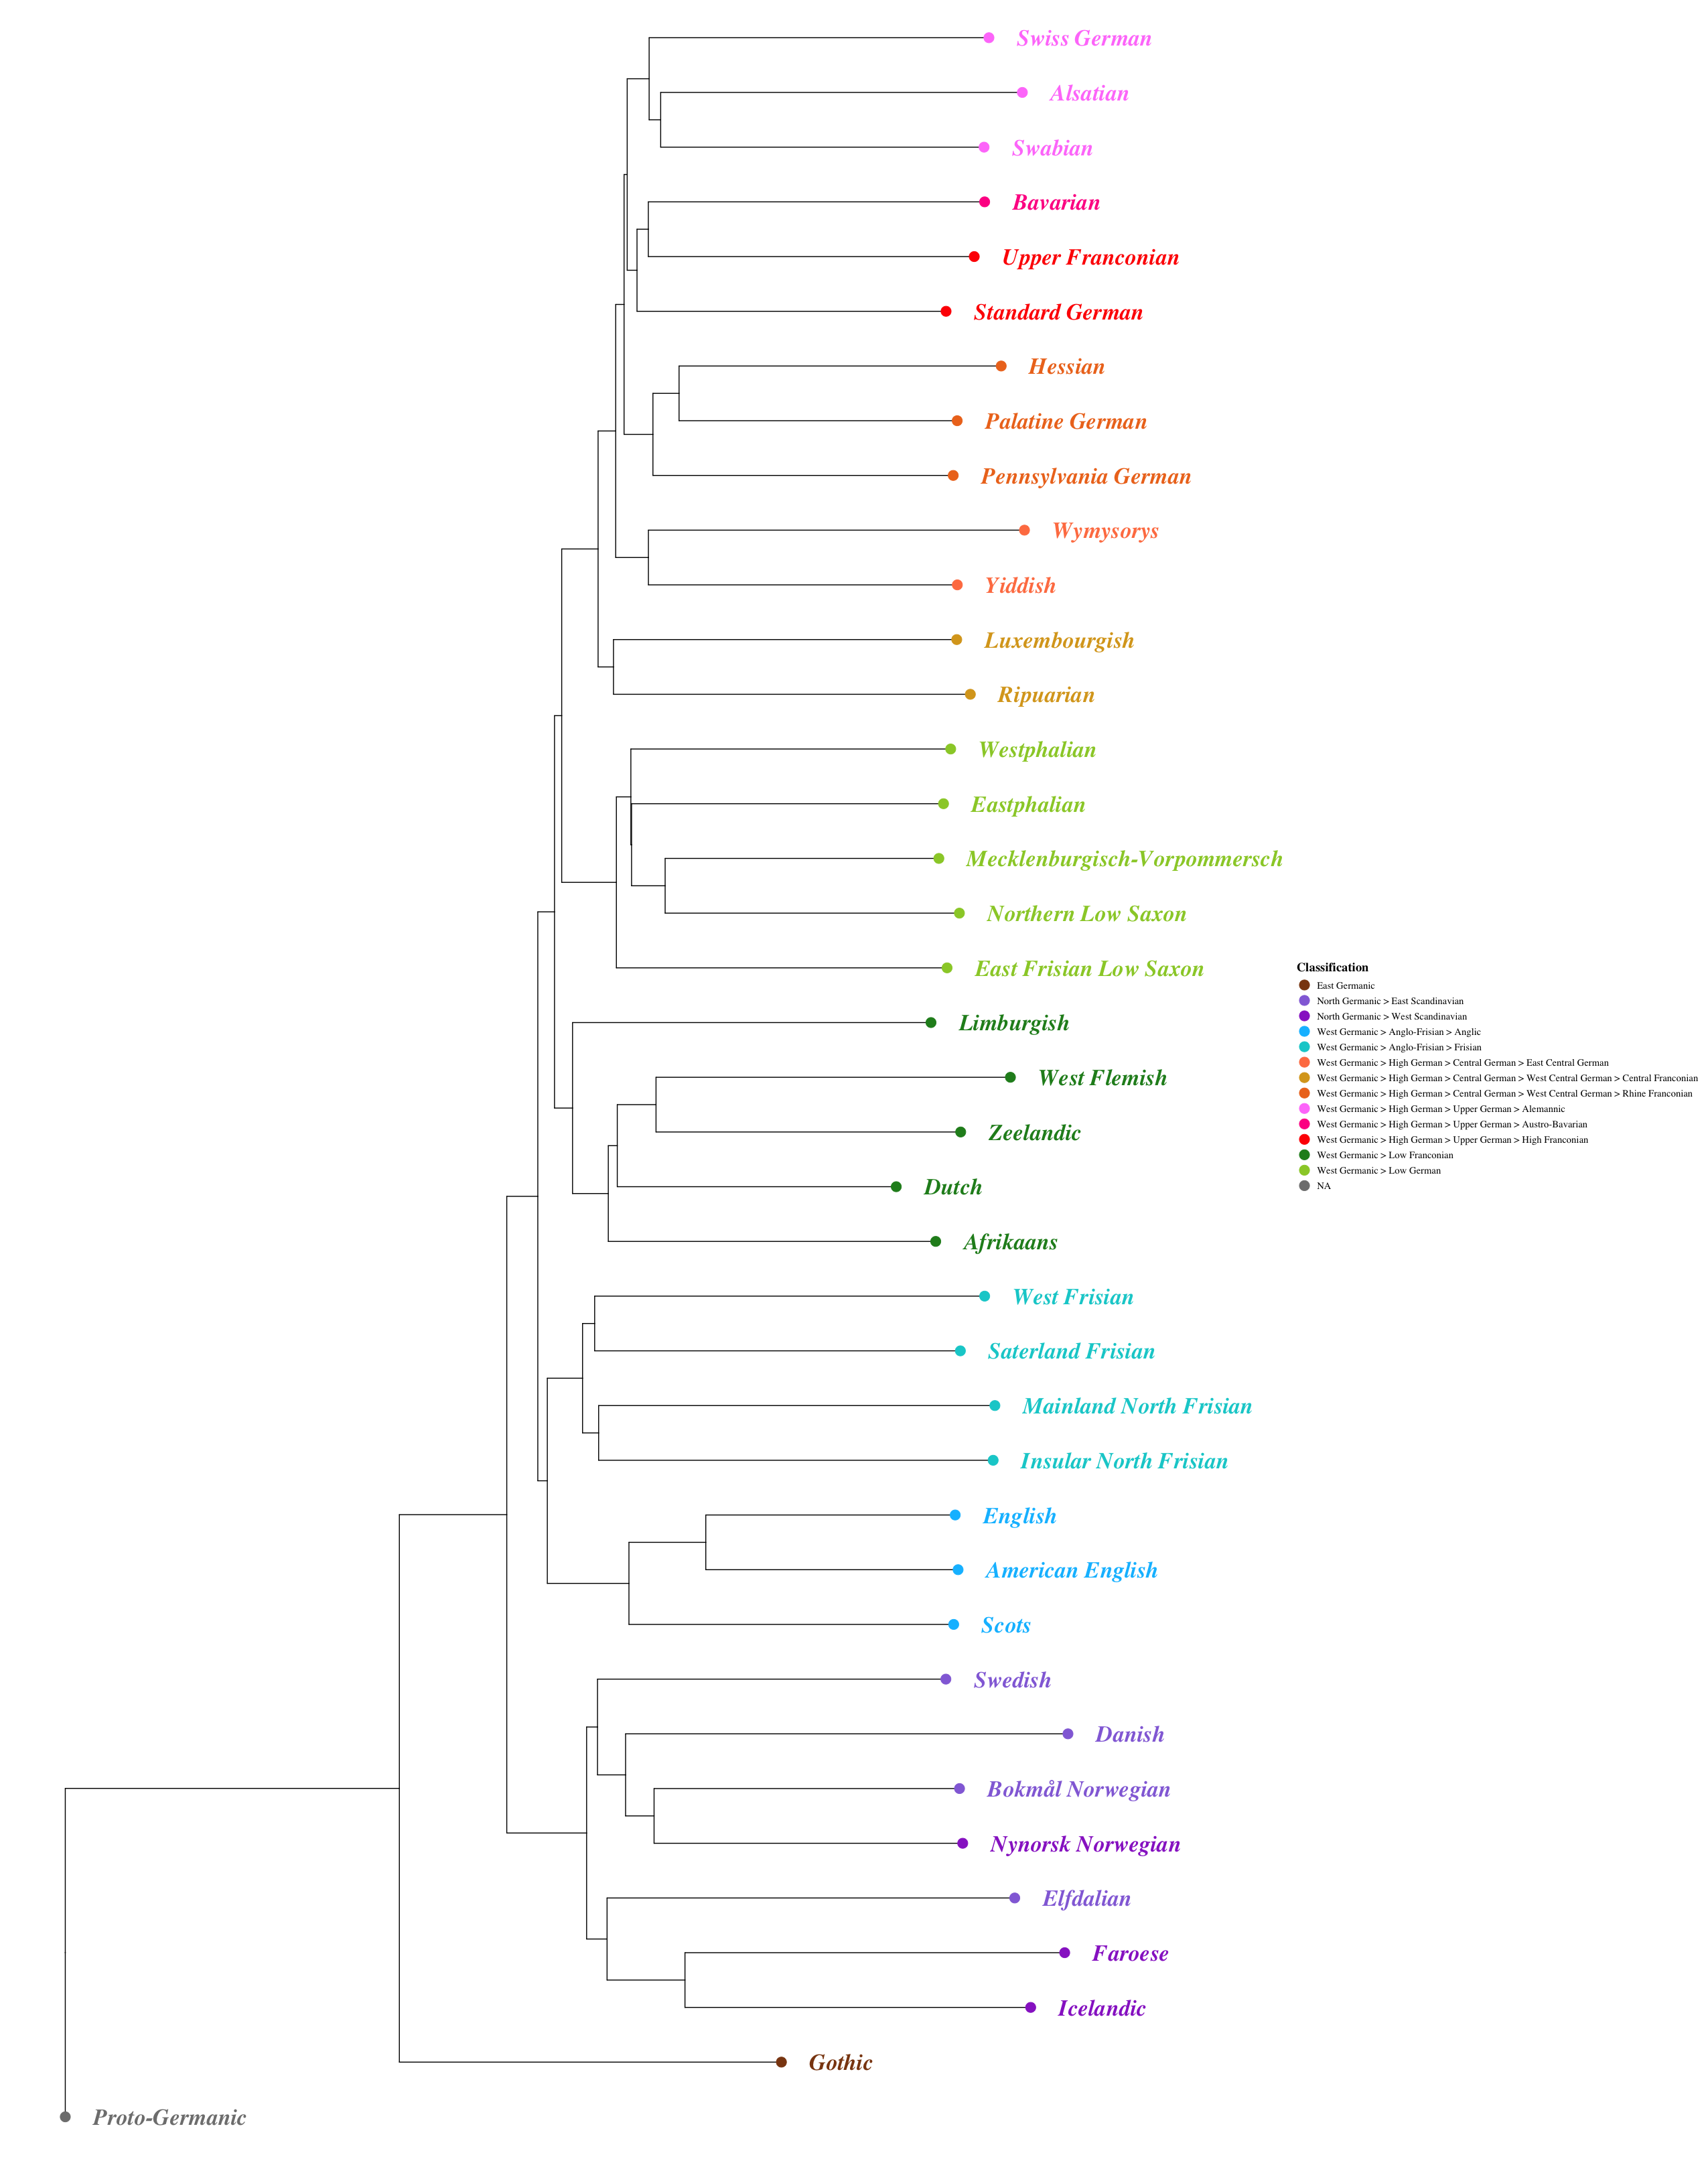 Swiss German
Alsatian
Swabian
Bavarian
Upper Franconian
Standard German
Hessian
Palatine German
Pennsylvania German
Wymysorys
Yiddish
Luxembourgish
Ripuarian
Westphalian
Eastphalian
Mecklenburgisch-Vorpommersch
Northern Low Saxon
East Frisian Low Saxon
Limburgish
West Flemish
Zeelandic
Dutch
Afrikaans
West Frisian
Saterland Frisian
Mainland North Frisian
Insular North Frisian
English
American English
Scots
Swedish
Danish
Bokmål Norwegian
Nynorsk Norwegian
Elfdalian
Faroese
Icelandic
Gothic
Proto-Germanic
Classification
East Germanic
North Germanic > East Scandinavian
North Germanic > West Scandinavian
West Germanic > Anglo-Frisian > Anglic
West Germanic > Anglo-Frisian > Frisian
West Germanic > High German > Central German > East Central German
West Germanic > High German > Central German > West Central German > Central Franconian
West Germanic > High German > Central German > West Central German > Rhine Franconian
West Germanic > High German > Upper German > Alemannic
West Germanic > High German > Upper German > Austro-Bavarian
West Germanic > High German > Upper German > High Franconian
West Germanic > Low Franconian
West Germanic > Low German
NA